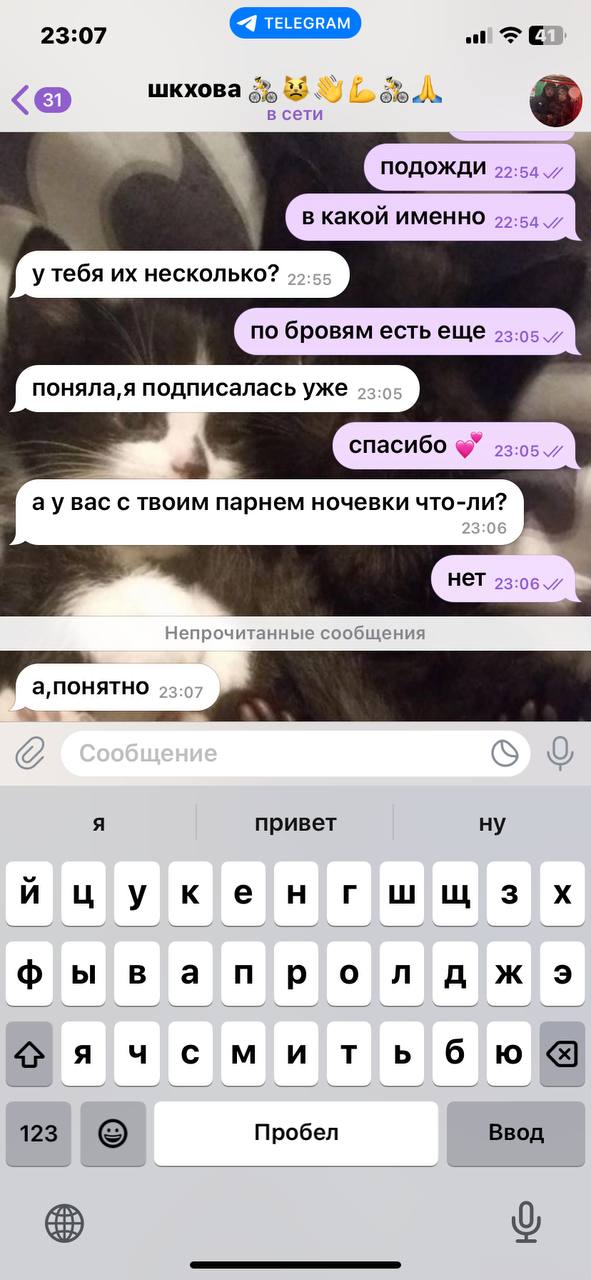 23:07
TELEGRAM
41
31
шкхова 🚴😾👋💪🚴🙏
в сети
подожди 22:54
в какой именно 22:54
у тебя их несколько? 22:55
по бровям есть еще 23:05
поняла,я подписалась уже 23:05
спасибо 💕 23:05
а у вас с твоим парнем ночевки что-ли?
23:06
нет 23:06
Непрочитанные сообщения
а,понятно 23:07
Сообщение
я привет ну
й ц у к е н г ш щ з х
ф ы в а п р о л д ж э
я ч с м и т ь б ю
123 Пробел Ввод